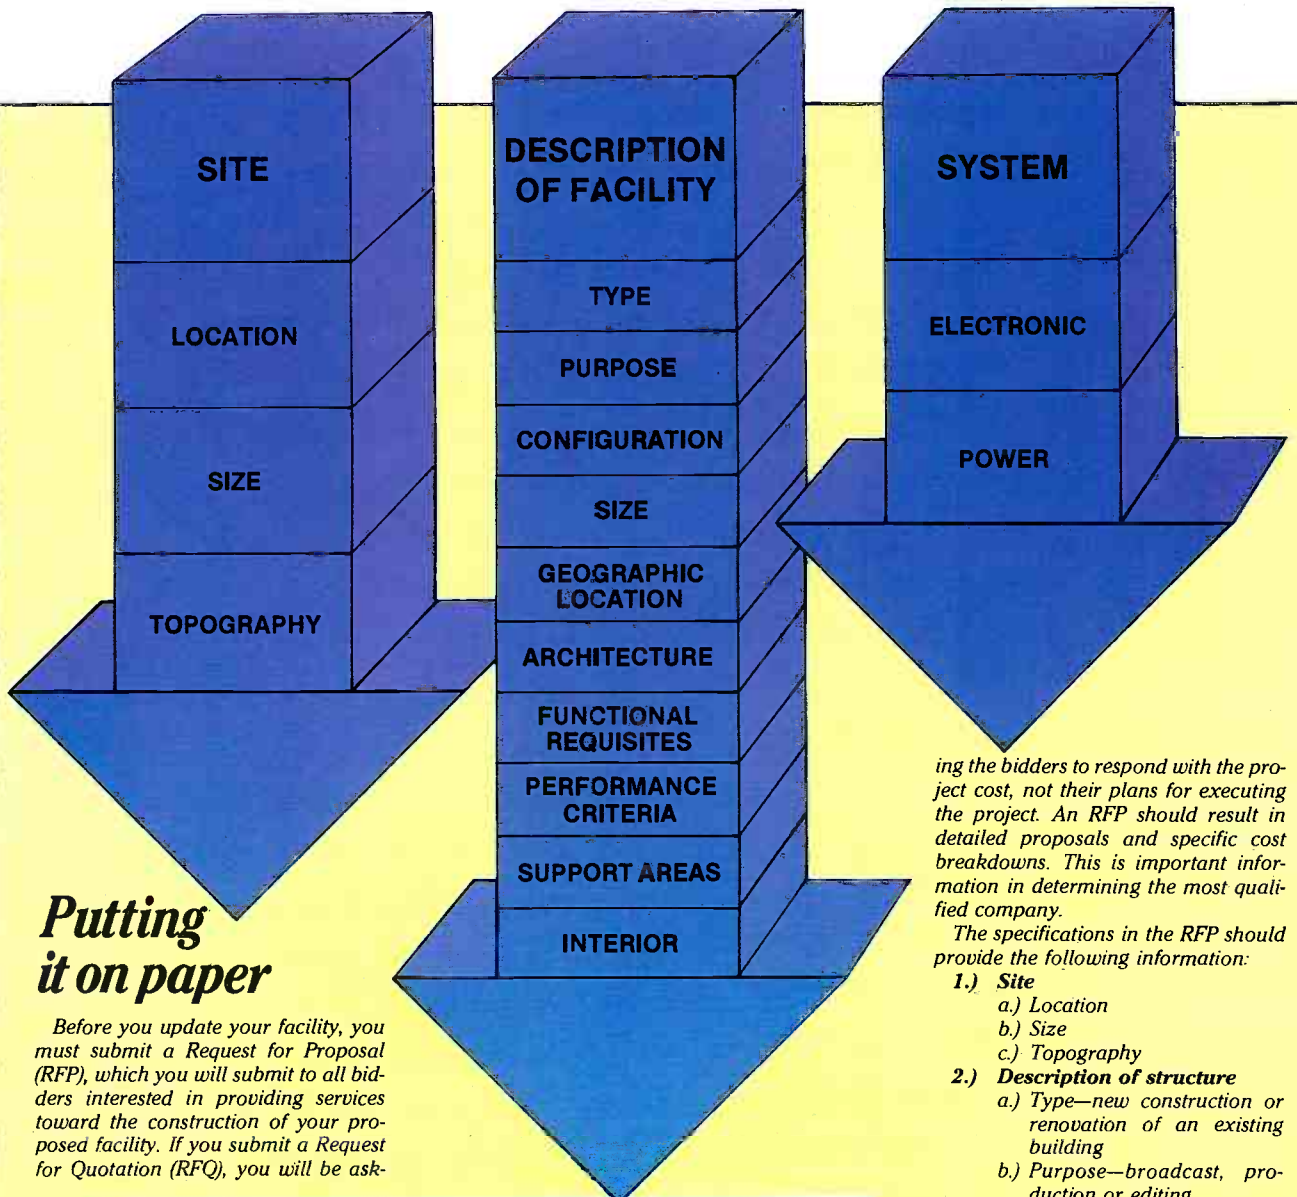 SITE
LOCATION
SIZE
TOPOGRAPHY
DESCRIPTION
OF FACILITY
TYPE
PURPOSE
CONFIGURATION
SIZE
GEOGRAPHIC
LOCATION
ARCHITECTURE
FUNCTIONAL
REQUISITES
PERFORMANCE
CRITERIA
SUPPORT AREAS
INTERIOR
SYSTEM
ELECTRONIC
POWER
Putting
it on paper
Before you update your facility, you
must submit a Request for Proposal
(RFP), which you will submit to all bid-
ders interested in providing services
toward the construction of your pro-
posed facility. If you submit a Request
for Quotation (RFQ), you will be ask-
ing the bidders to respond with the pro-
ject cost, not their plans for executing
the project. An RFP should result in
detailed proposals and specific cost
breakdowns. This is important infor-
mation in determining the most quali-
fied company.
The specifications in the RFP should
provide the following information:
1.) Site
a.) Location
b.) Size
c.) Topography
2.) Description of structure
a.) Type—new construction or
renovation of an existing
building
b.) Purpose—broadcast, pro-
duction or editing